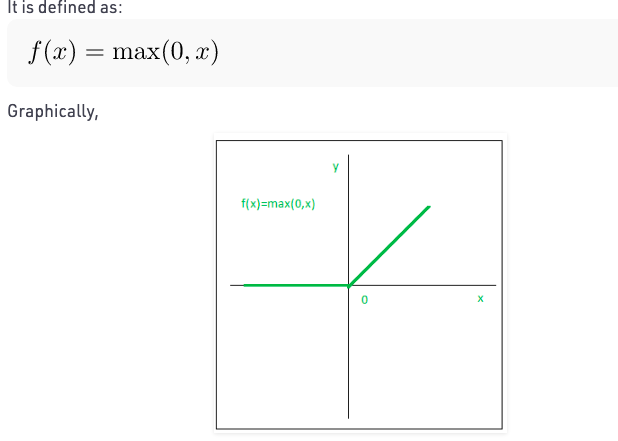 It is defined as:
f(x) = max(0, x)
Graphically,
y
f(x)=max(0,x)
0
x